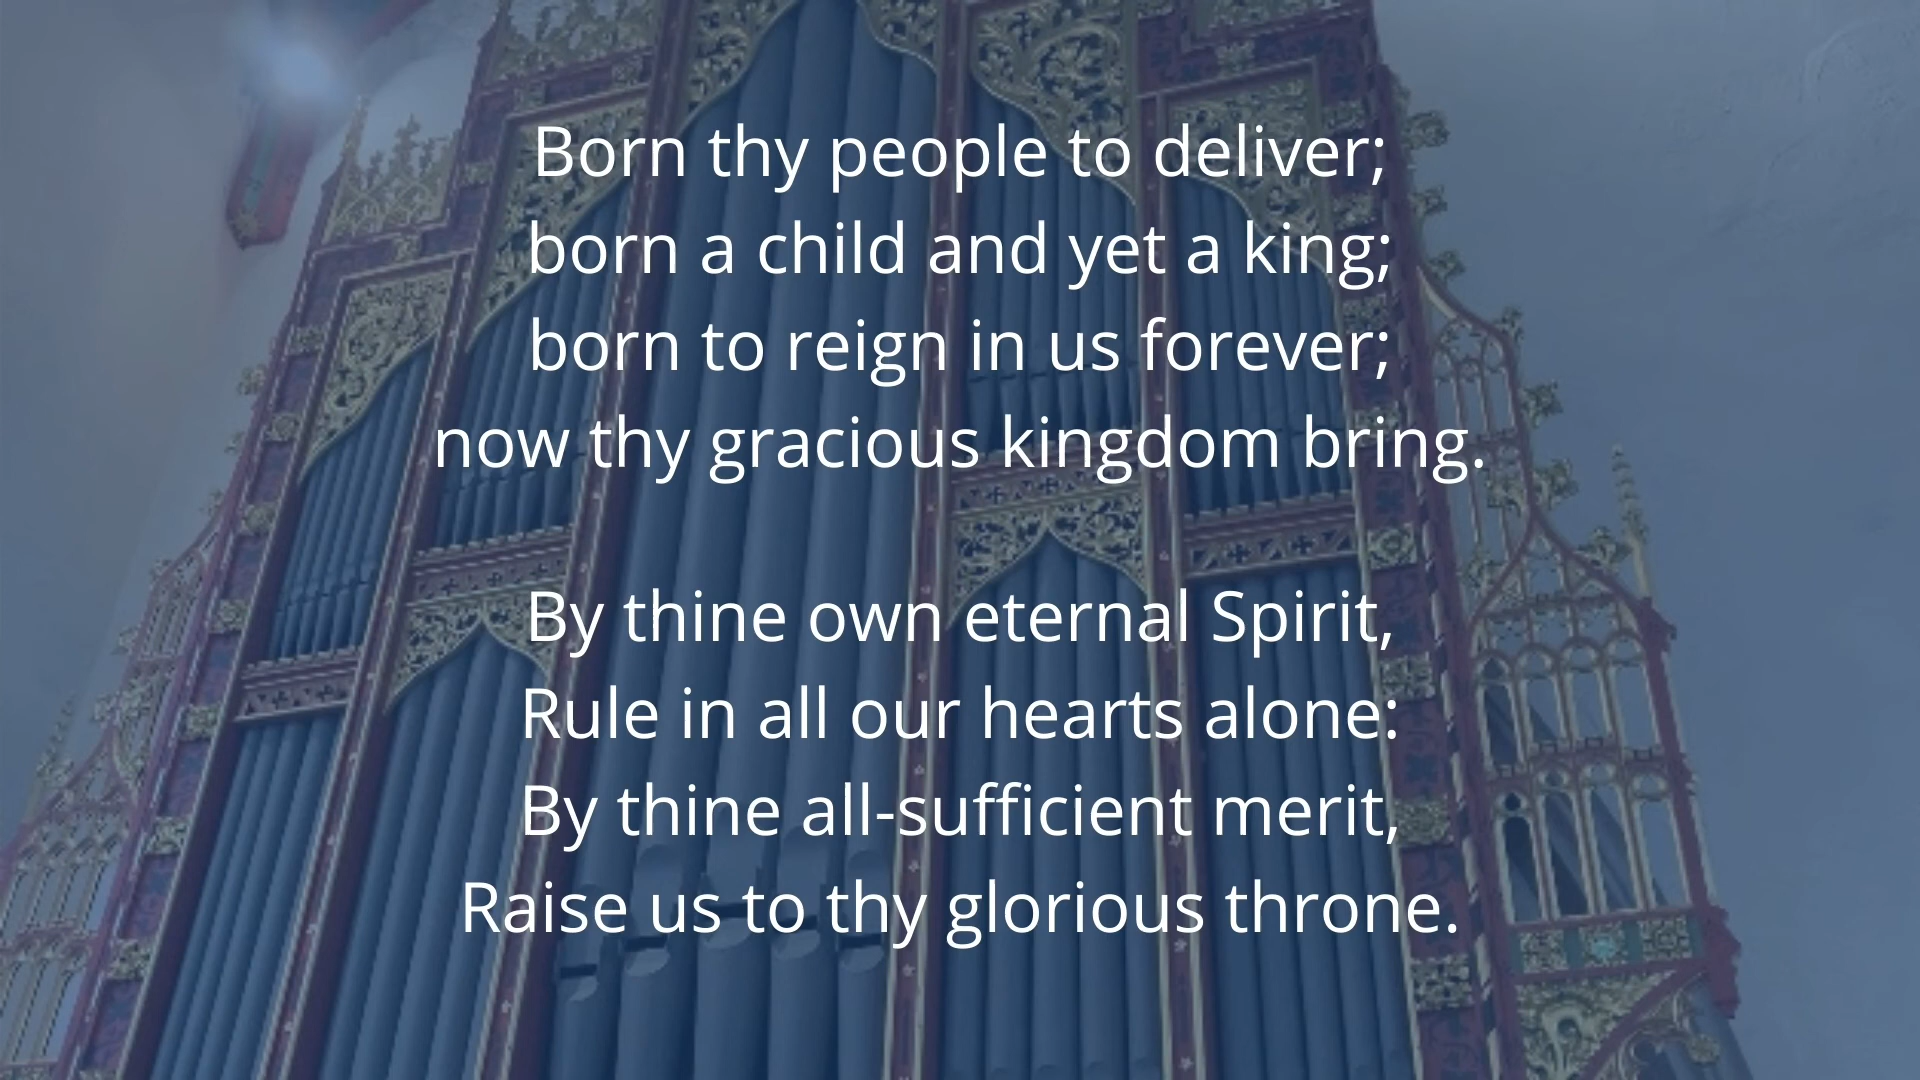 Born thy people to deliver;
born a child and yet a king;
born to reign in us forever;
now thy gracious kingdom bring.
By thine own eternal Spirit,
Rule in all our hearts alone:
By thine all-sufficient merit,
Raise us to thy glorious throne.